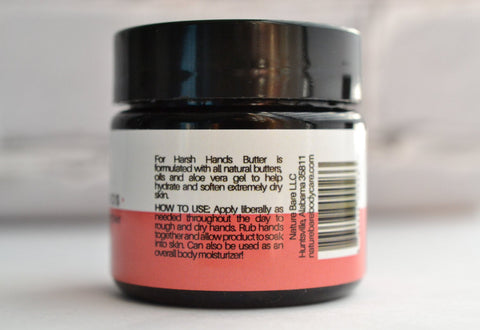 For Harsh Hands Butter is
formulated with all natural butters,
oils and aloe vera gel to help
hydrate and soften extremely dry
skin.
HOW TO USE: Apply liberally as
needed throughout the day to
rough and dry hands. Rub hands
together and allow product to soak
into skin. Can also be used as an
overall body moisturizer!
Nature Bare LLC
Huntsville, Alabama 35811
naturebarebodycare.com